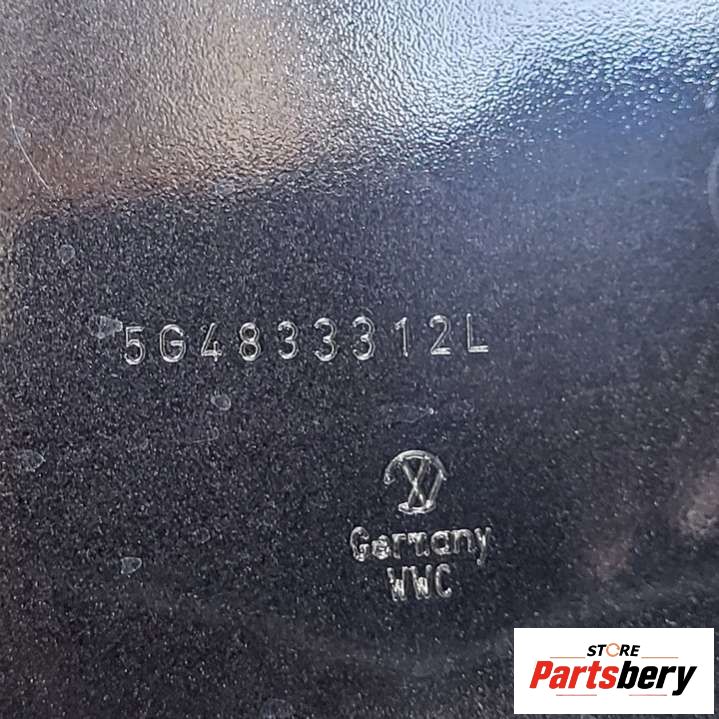 5G4833312L
Germany
WWC
STORE
Partsbery